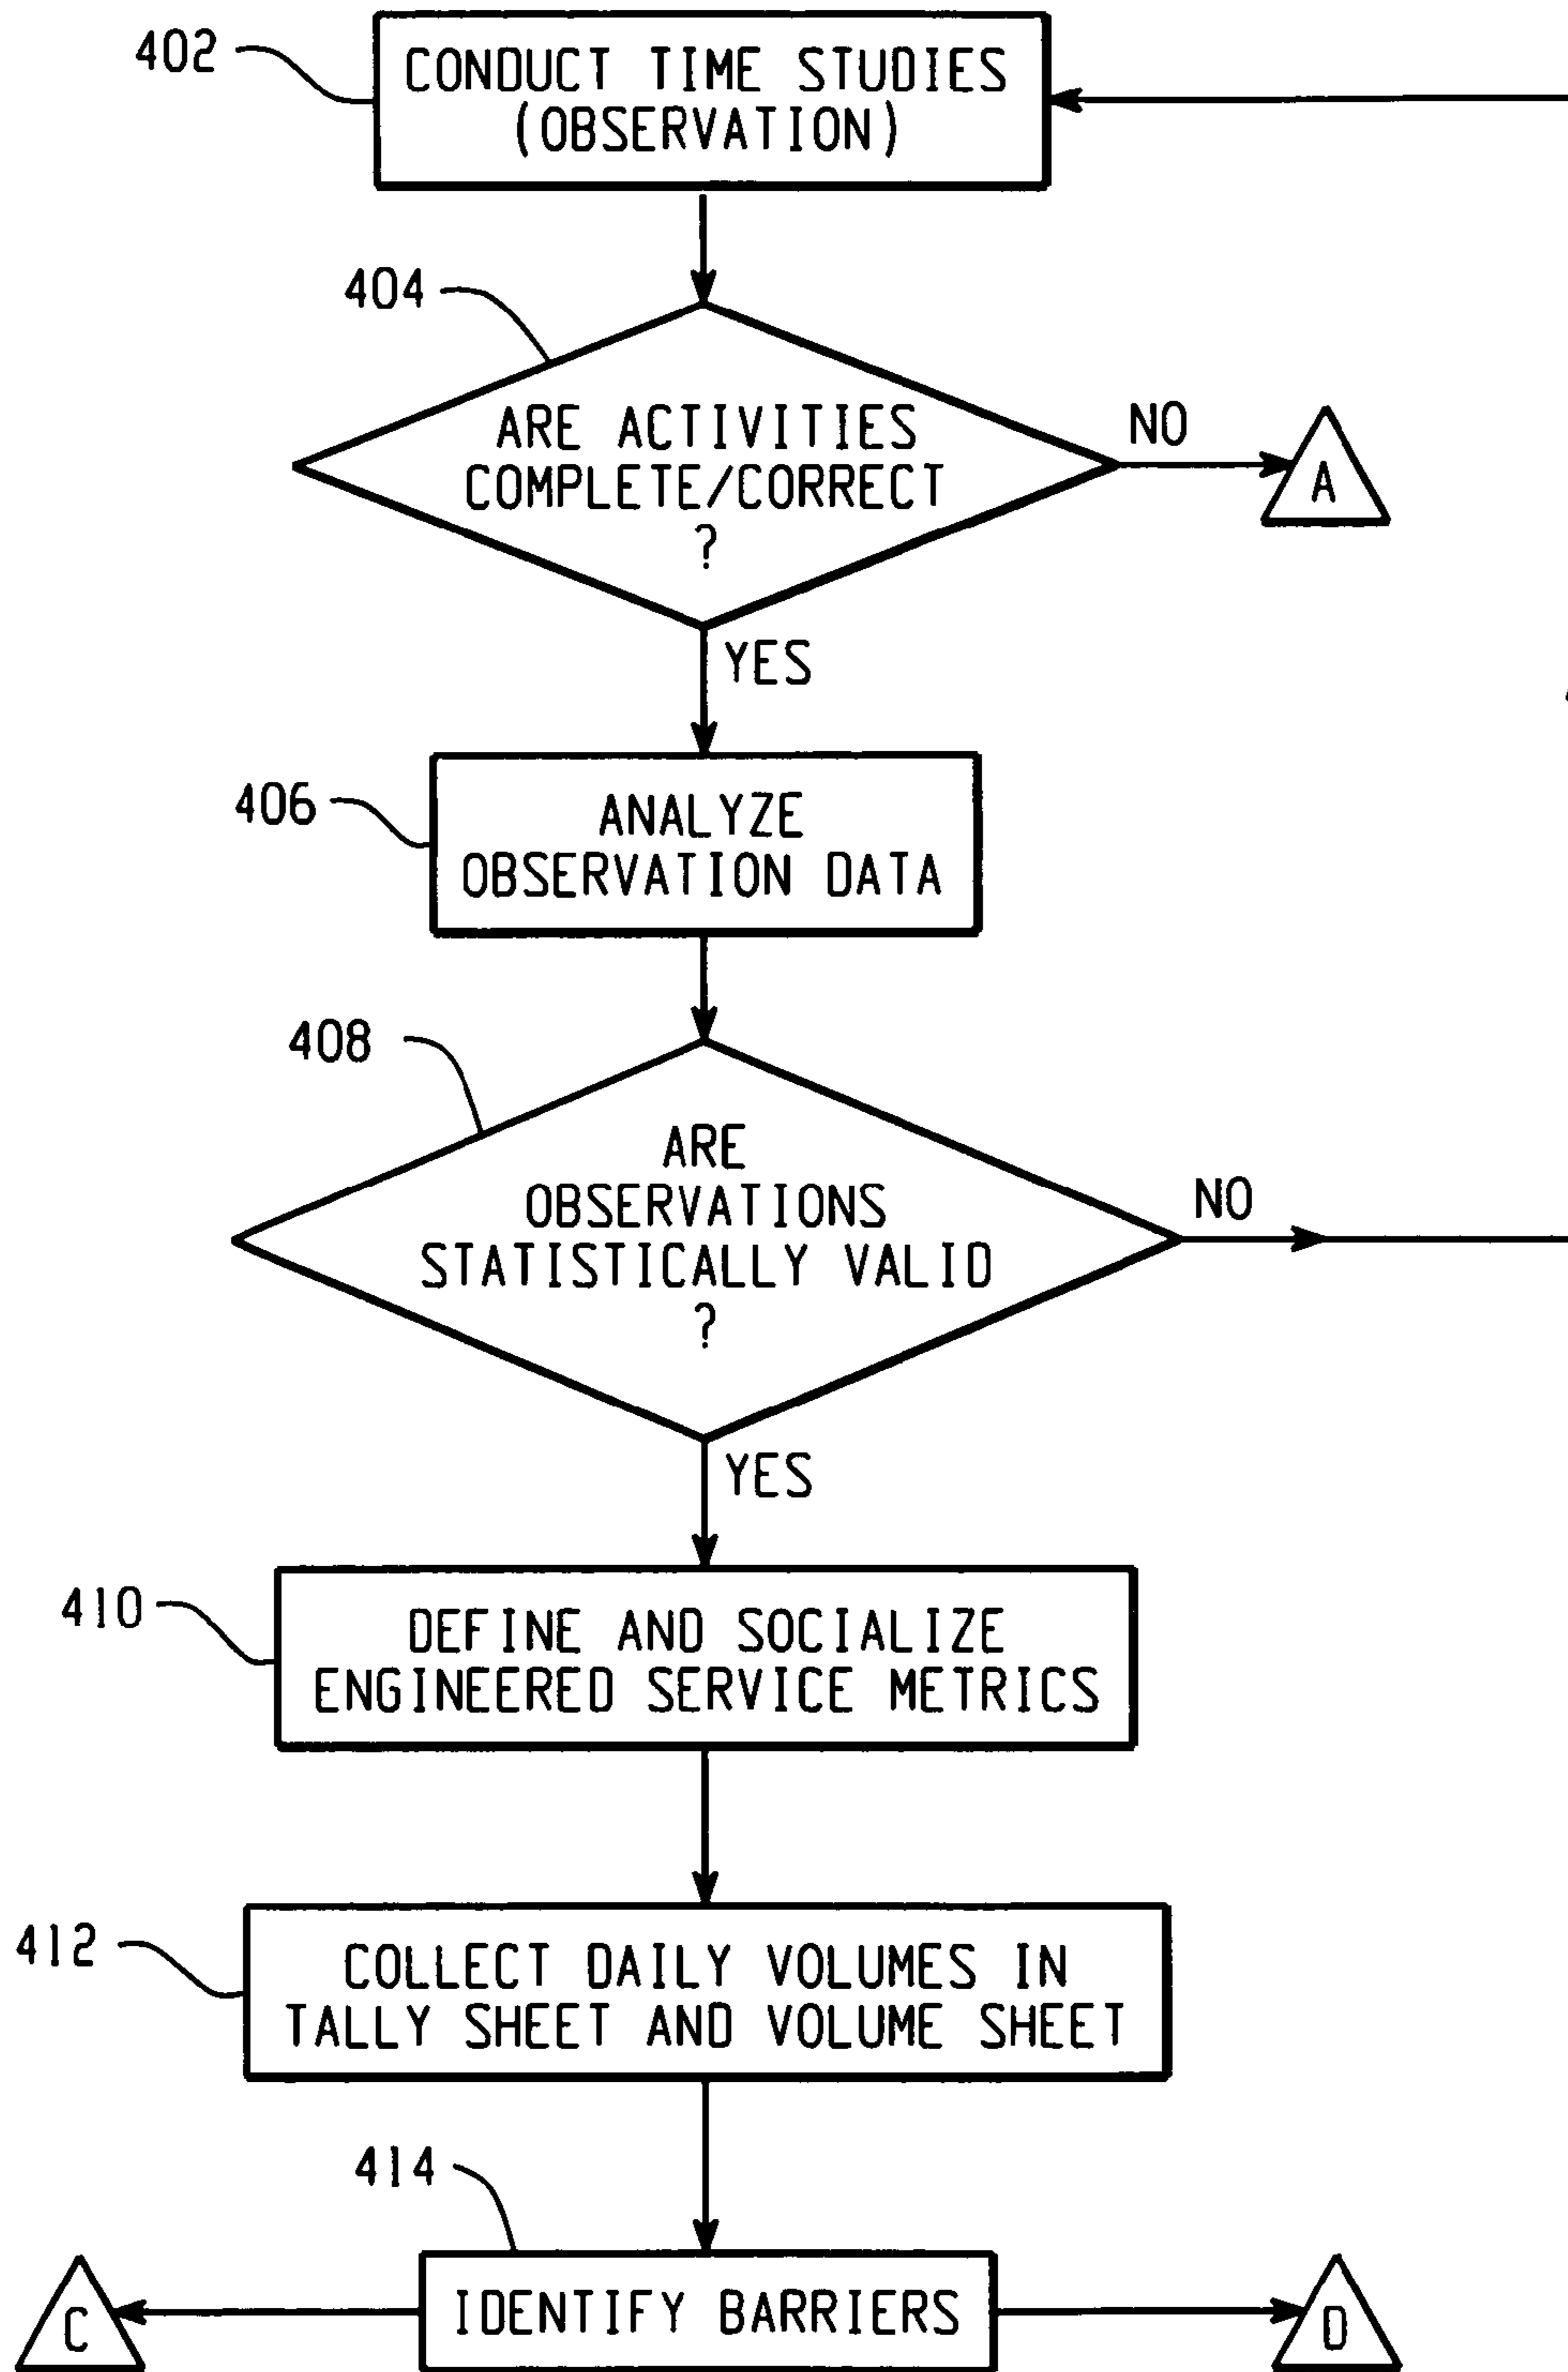 402
CONDUCT TIME STUDIES
(OBSERVATION)
404
ARE ACTIVITIES
COMPLETE/CORRECT
?
NO
A
YES
406
ANALYZE
OBSERVATION DATA
408
ARE
OBSERVATIONS
STATISTICALLY VALID
?
NO
YES
410
DEFINE AND SOCIALIZE
ENGINEERED SERVICE METRICS
412
COLLECT DAILY VOLUMES IN
TALLY SHEET AND VOLUME SHEET
414
C
IDENTIFY BARRIERS
D